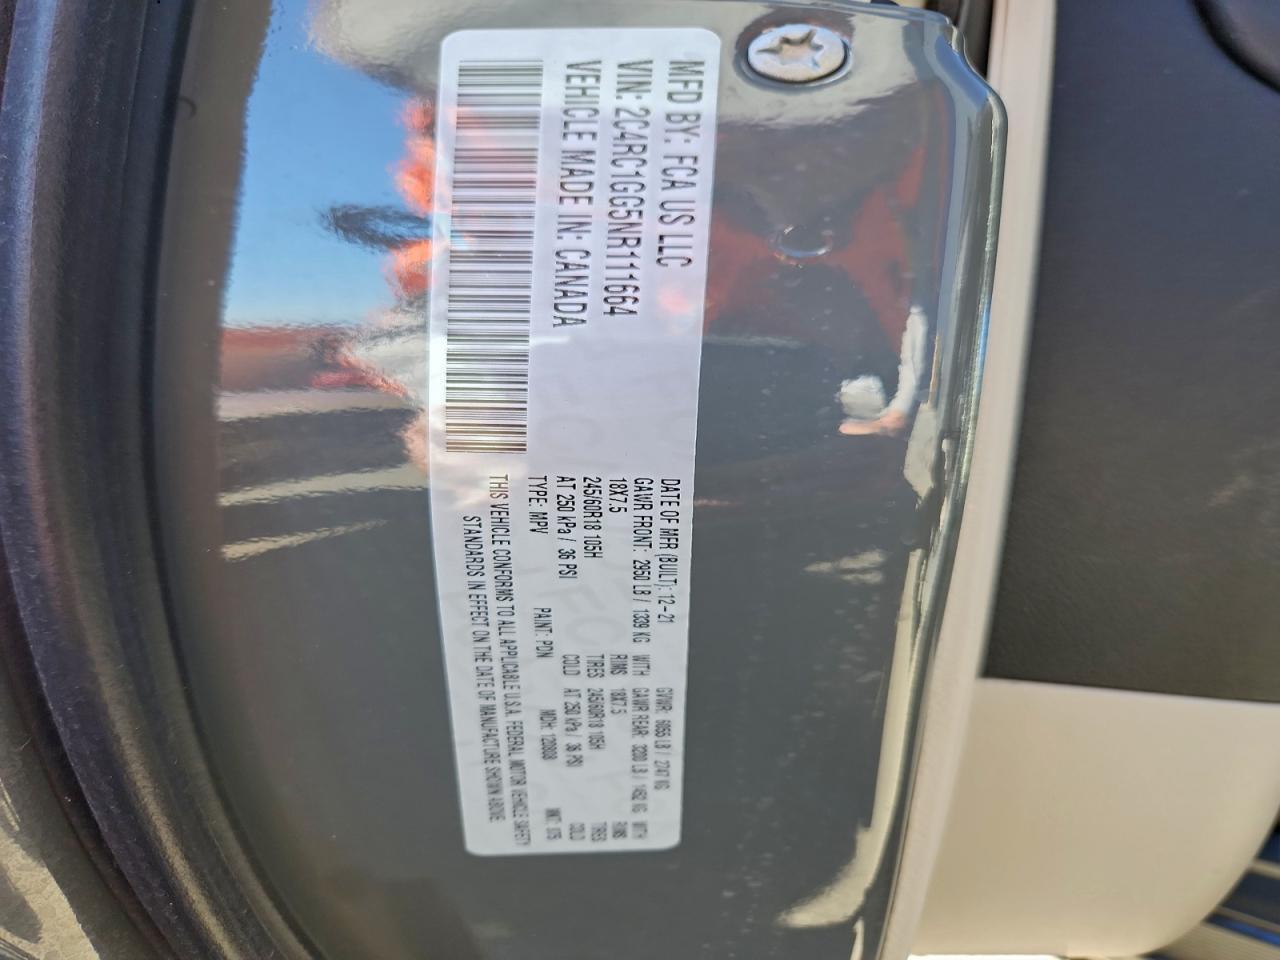 MFD BY: FCA US LLC
VIN: 2C4RC1GG5NR111664
VEHICLE MADE IN: CANADA
DATE OF MFR (BUILT): 12-21 GVWR: 6055 LB / 2747 KG
GAWR FRONT: 2950 LB / 1339 KG WITH GAWR REAR: 3200 LB / 1452 KG WITH
18X7.5 RIMS 18X7.5 RIMS
245/60R18 105H TIRES 245/60R18 105H TIRES
AT 250 kPa / 36 PSI COLD AT 250 kPa / 36 PSI COLD
TYPE: MPV PAINT: PDN MDH: 120808
THIS VEHICLE CONFORMS TO ALL APPLICABLE U.S.A. FEDERAL MOTOR VEHICLE SAFETY
STANDARDS IN EFFECT ON THE DATE OF MANUFACTURE SHOWN ABOVE.